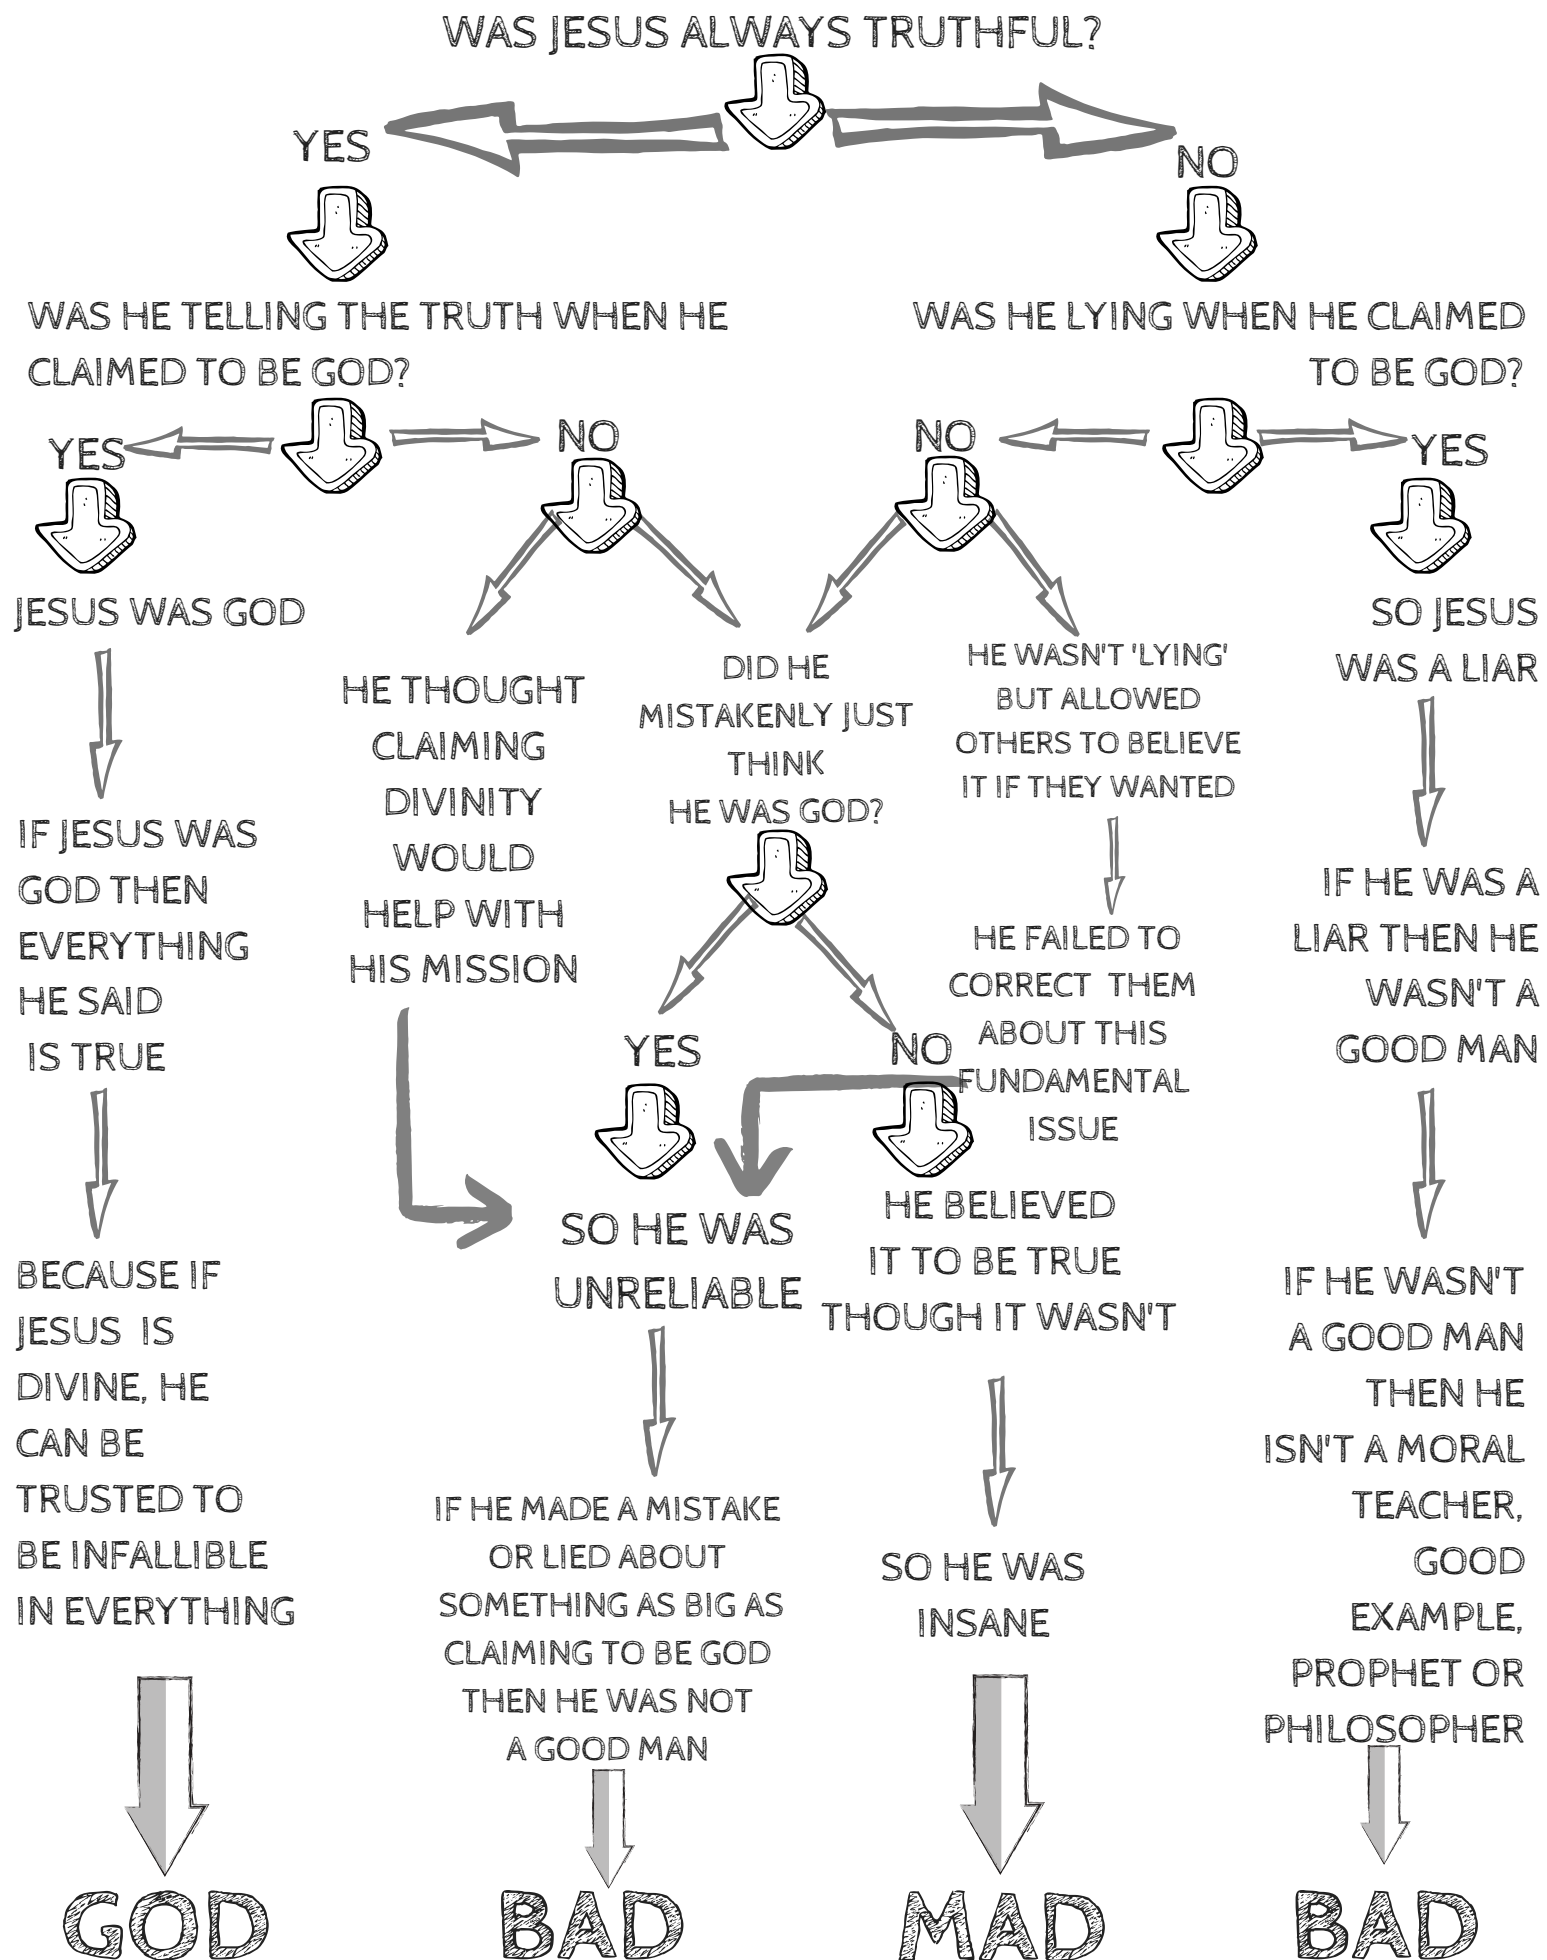 WAS JESUS ALWAYS TRUTHFUL?
YES
NO
WAS HE TELLING THE TRUTH WHEN HE
CLAIMED TO BE GOD?
WAS HE LYING WHEN HE CLAIMED
TO BE GOD?
YES
NO
NO
YES
JESUS WAS GOD
IF JESUS WAS
GOD THEN
EVERYTHING
HE SAID
IS TRUE
BECAUSE IF
JESUS IS
DIVINE, HE
CAN BE
TRUSTED TO
BE INFALLIBLE
IN EVERYTHING
GOD
HE THOUGHT
CLAIMING
DIVINITY
WOULD
HELP WITH
HIS MISSION
DID HE
MISTAKENLY JUST
THINK
HE WAS GOD?
YES
NO
SO HE WAS
UNRELIABLE
IF HE MADE A MISTAKE
OR LIED ABOUT
SOMETHING AS BIG AS
CLAIMING TO BE GOD
THEN HE WAS NOT
A GOOD MAN
BAD
HE WASN'T 'LYING'
BUT ALLOWED
OTHERS TO BELIEVE
IT IF THEY WANTED
HE FAILED TO
CORRECT THEM
ABOUT THIS
FUNDAMENTAL
ISSUE
HE BELIEVED
IT TO BE TRUE
THOUGH IT WASN'T
SO HE WAS
INSANE
MAD
SO JESUS
WAS A LIAR
IF HE WAS A
LIAR THEN HE
WASN'T A
GOOD MAN
IF HE WASN'T
A GOOD MAN
THEN HE
ISN'T A MORAL
TEACHER,
GOOD
EXAMPLE,
PROPHET OR
PHILOSOPHER
BAD